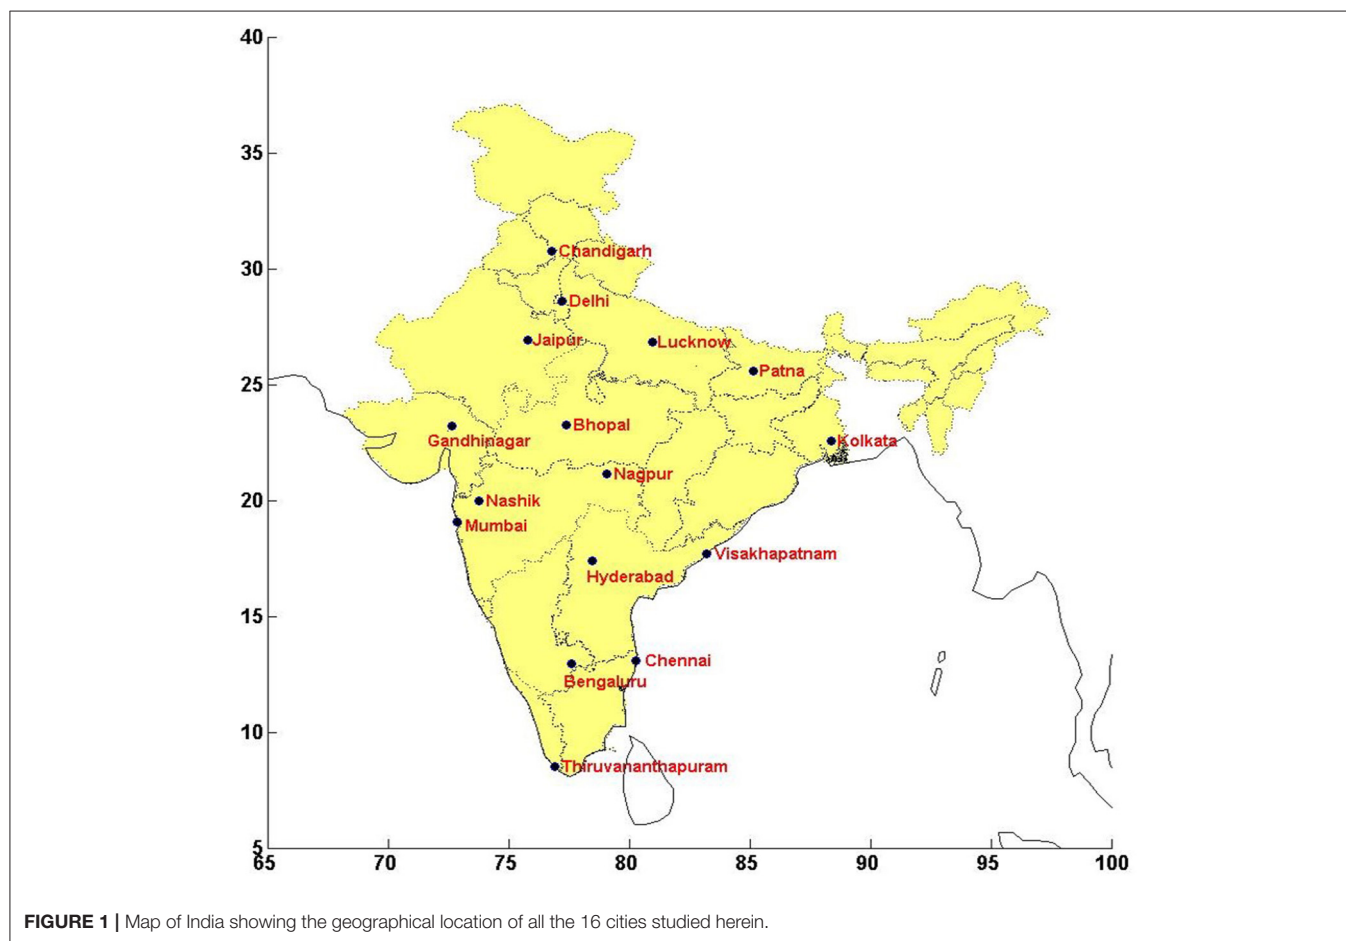 40
35
Chandigarh
30
Delhi
Jaipur
Lucknow
Patna
25
Bhopal
Gandhinagar
Kolkata
Nagpur
20
Nashik
Mumbai
Visakhapatnam
Hyderabad
15
Chennai
Bengaluru
10
Thiruvananthapuram
5
65 70 75 80 85 90 95 100
FIGURE 1 | Map of India showing the geographical location of all the 16 cities studied herein.